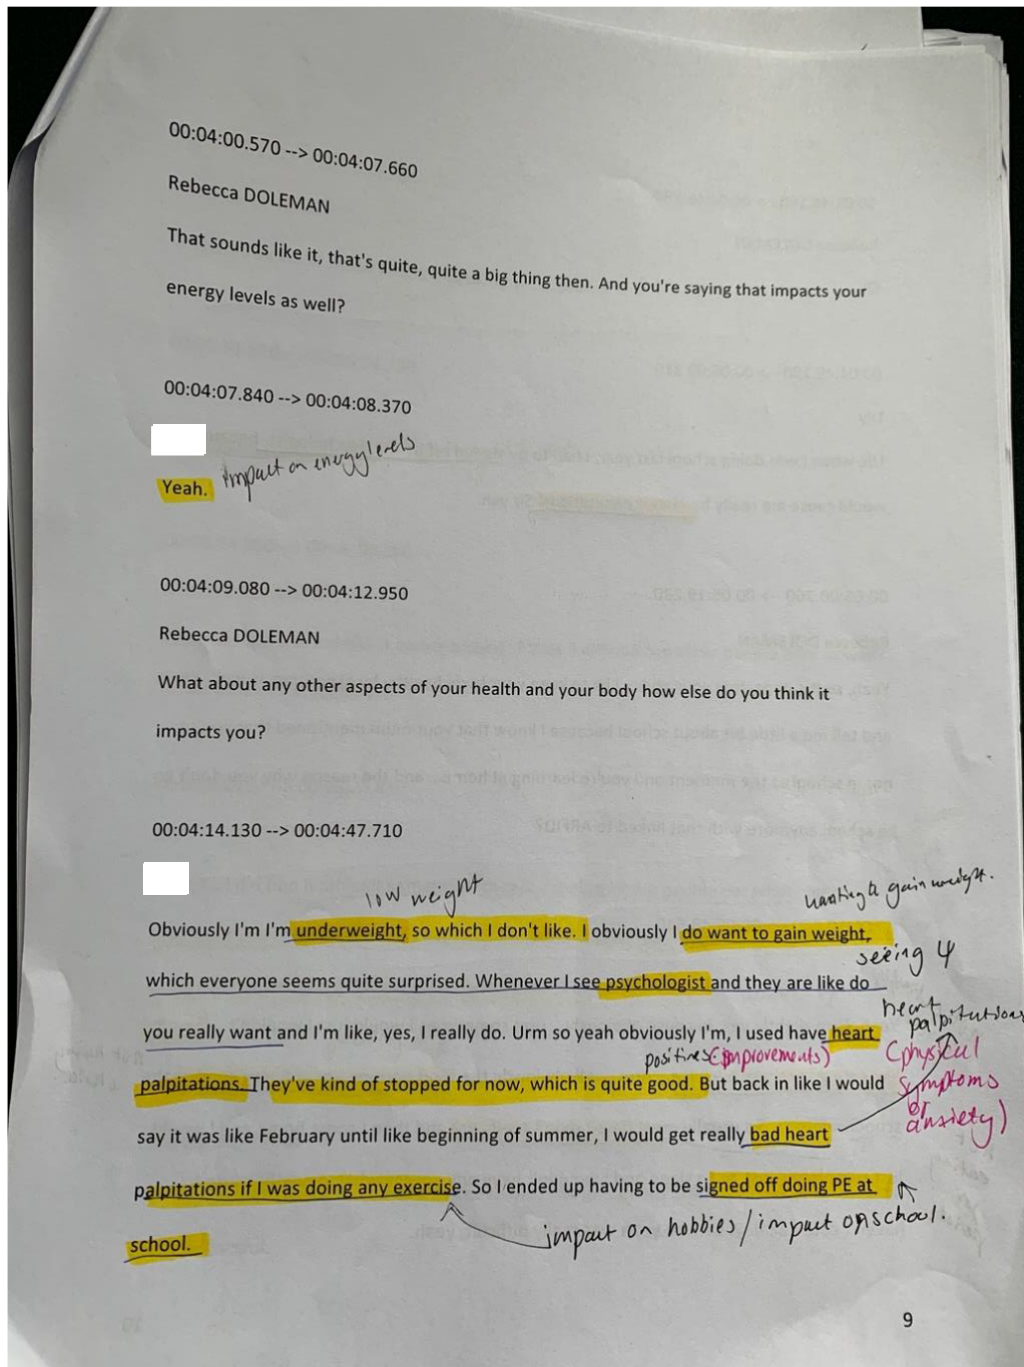 00:04:00.570 --> 00:04:07.660
Rebecca DOLEMAN
That sounds like it, that's quite, quite a big thing then. And you're saying that impacts your
energy levels as well?
00:04:07.840 --> 00:04:08.370
impact on energy levels
Yeah.
00:04:09.080 --> 00:04:12.950
Rebecca DOLEMAN
What about any other aspects of your health and your body how else do you think it
impacts you?
00:04:14.130 --> 00:04:47.710
low weight
wanting to gain weight.
Obviously I'm I'm underweight, so which I don't like. I obviously I do want to gain weight,
seeing ψ
which everyone seems quite surprised. Whenever I see psychologist and they are like do
heart
palpitations
you really want and I'm like, yes, I really do. Urm so yeah obviously I'm, I used have heart
positives (improvements)
(physical
symptoms
of
anxiety)
palpitations. They've kind of stopped for now, which is quite good. But back in like I would
say it was like February until like beginning of summer, I would get really bad heart
palpitations if I was doing any exercise. So I ended up having to be signed off doing PE at
impact on hobbies / impact on school.
school.
9